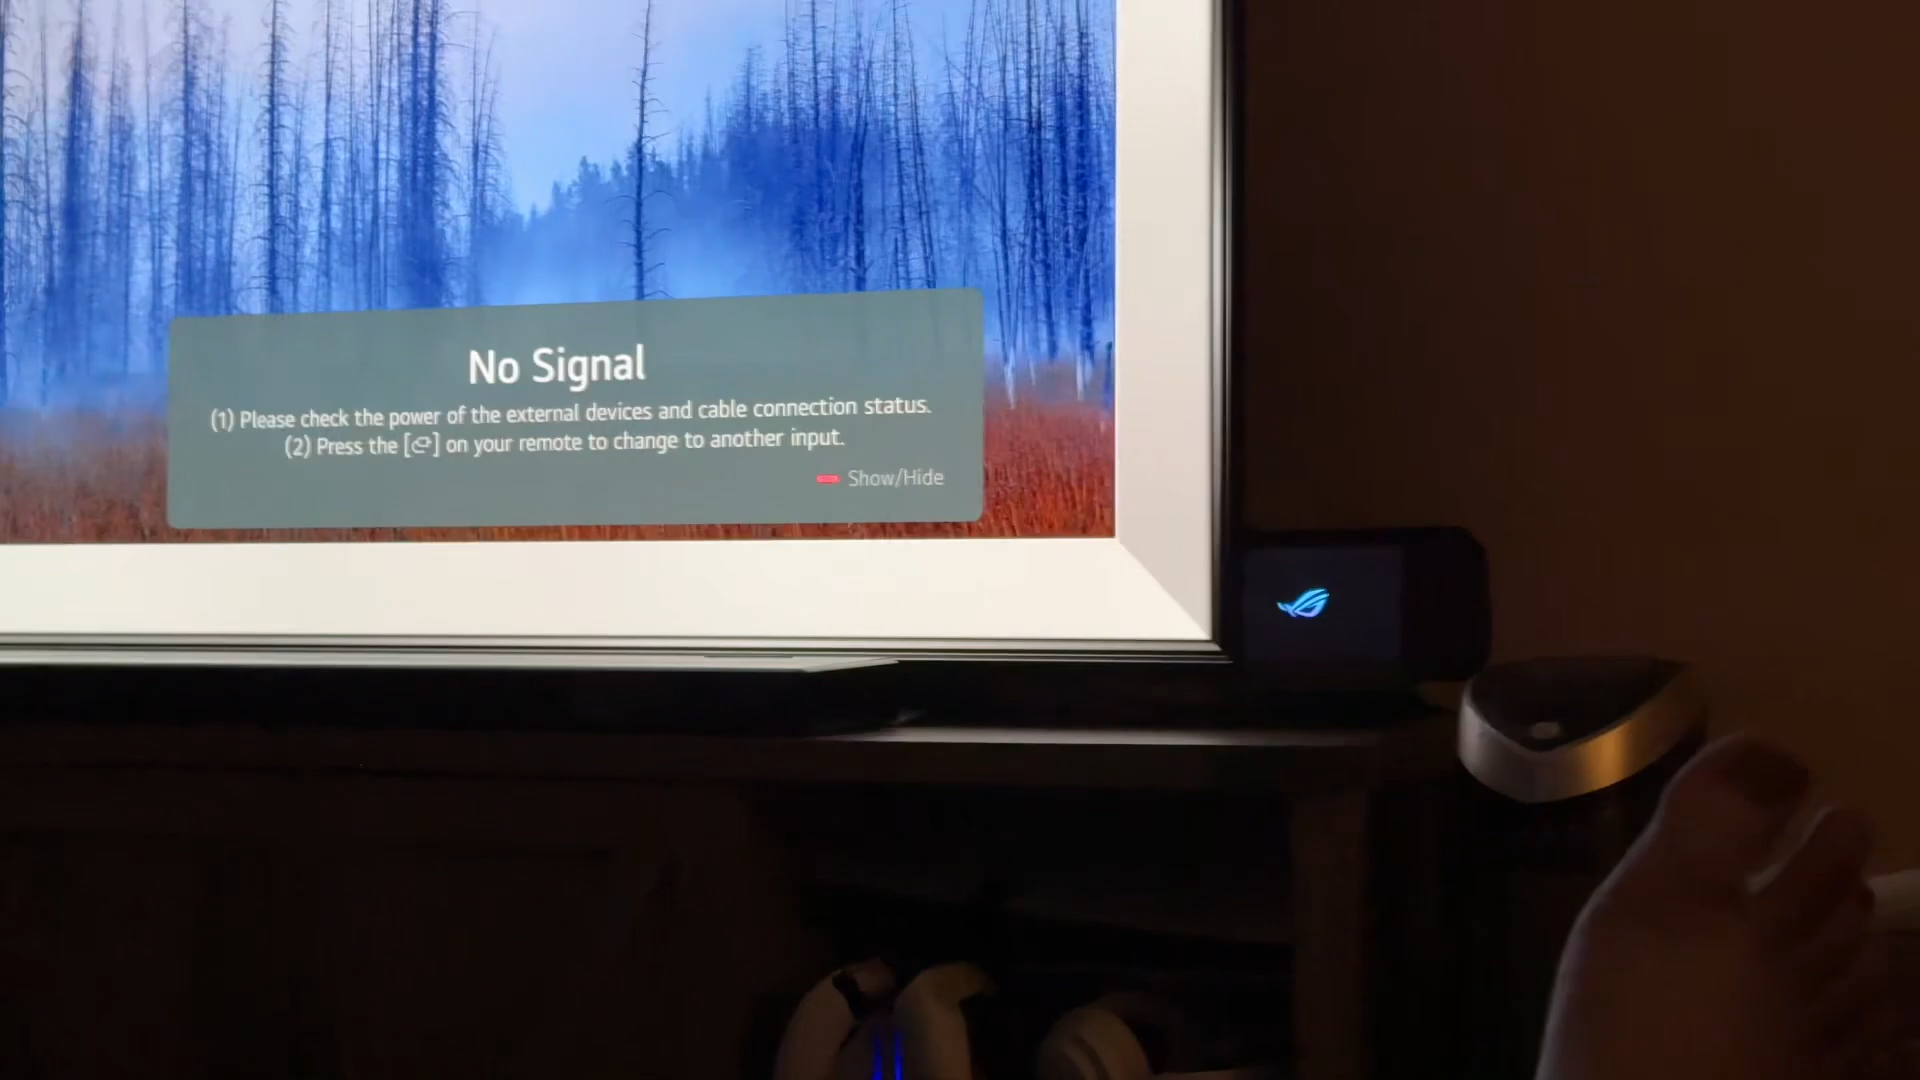 No Signal
(1) Please check the power of the external devices and cable connection status.
(2) Press the [⮐] on your remote to change to another input.
Show/Hide